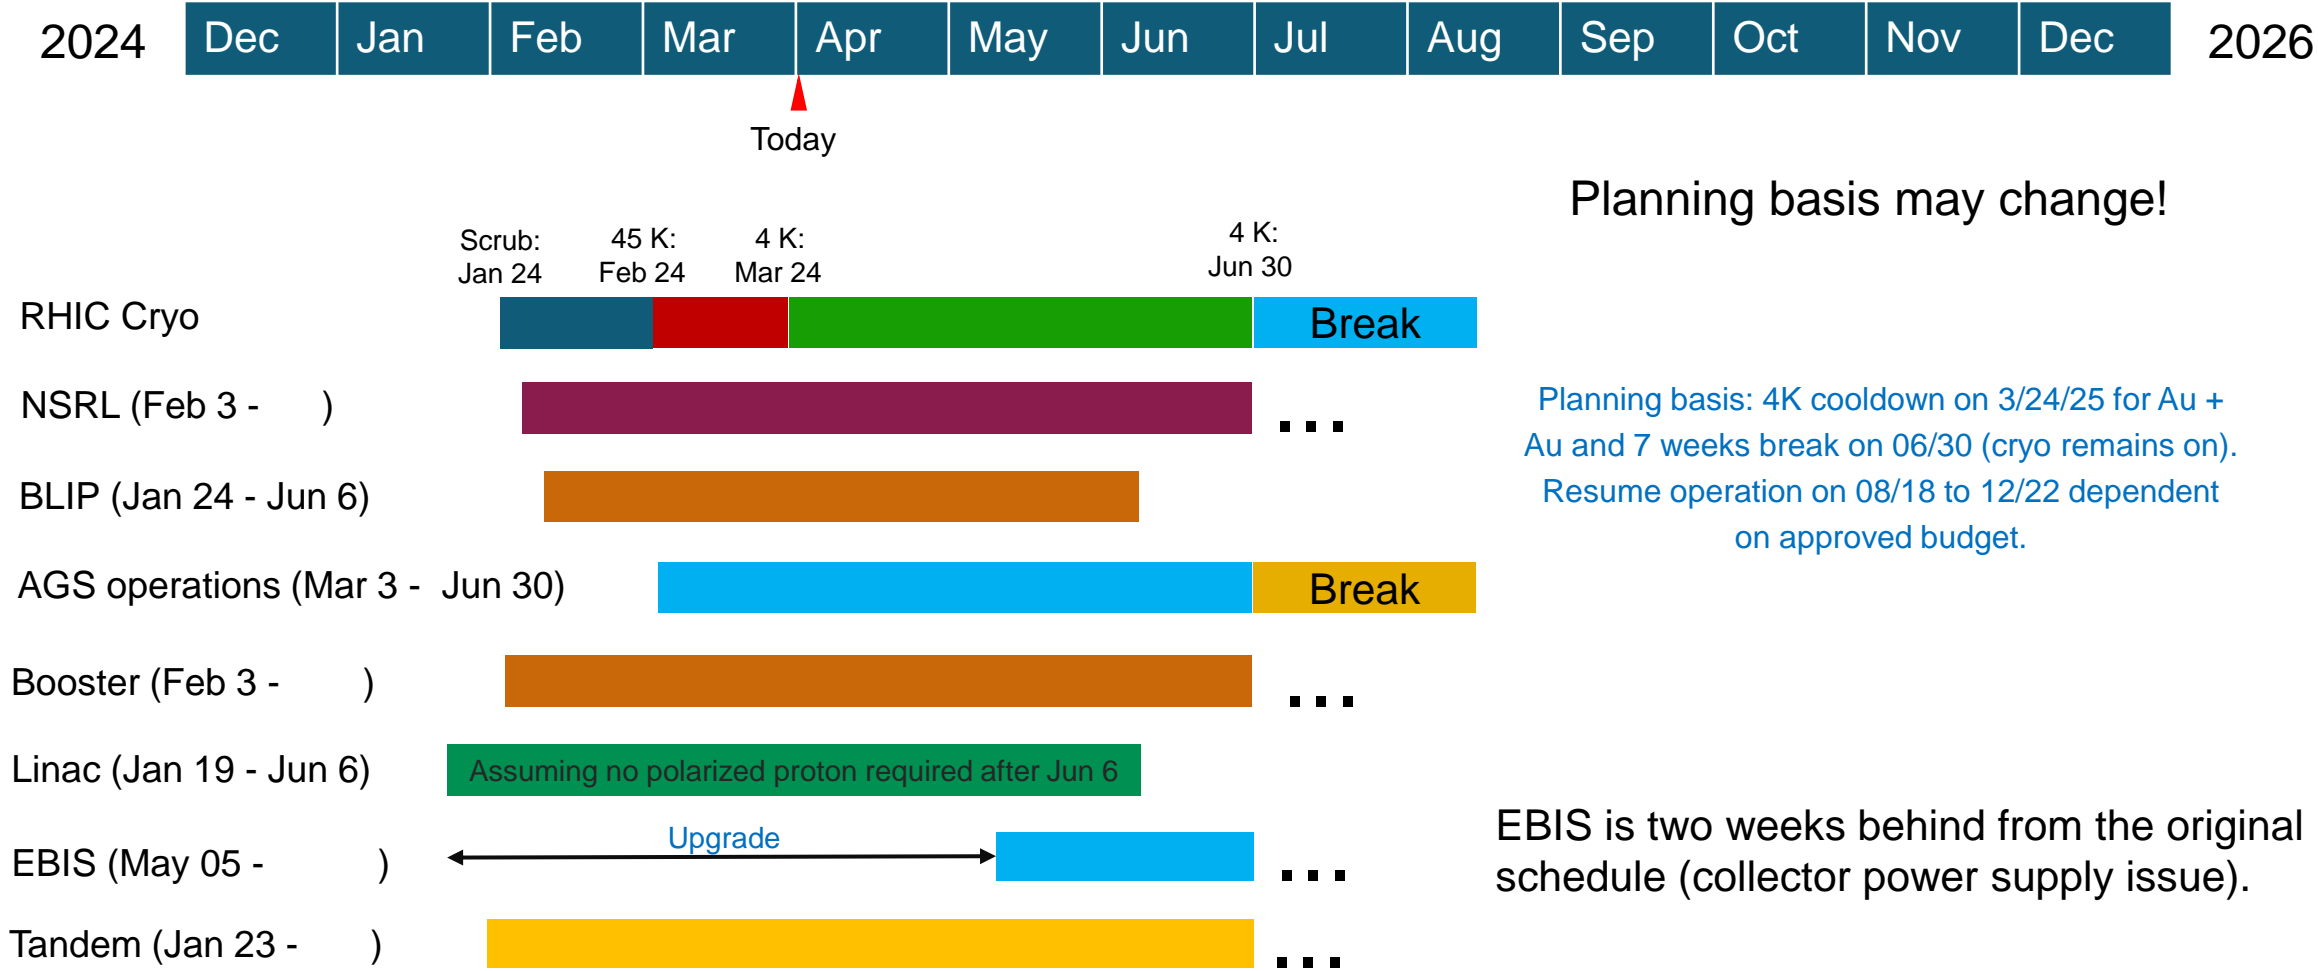 2024 Dec Jan Feb Mar Apr May Jun Jul Aug Sep Oct Nov Dec 2026
Today
Planning basis may change!
Scrub:
Jan 24
45 K:
Feb 24
4 K:
Mar 24
4 K:
Jun 30
RHIC Cryo
Break
NSRL (Feb 3 - )
...
Planning basis: 4K cooldown on 3/24/25 for Au +
Au and 7 weeks break on 06/30 (cryo remains on).
Resume operation on 08/18 to 12/22 dependent
on approved budget.
BLIP (Jan 24 - Jun 6)
AGS operations (Mar 3 - Jun 30)
Break
Booster (Feb 3 - )
...
Linac (Jan 19 - Jun 6)
Assuming no polarized proton required after Jun 6
Upgrade
EBIS (May 05 - )
...
EBIS is two weeks behind from the original
schedule (collector power supply issue).
Tandem (Jan 23 - )
...